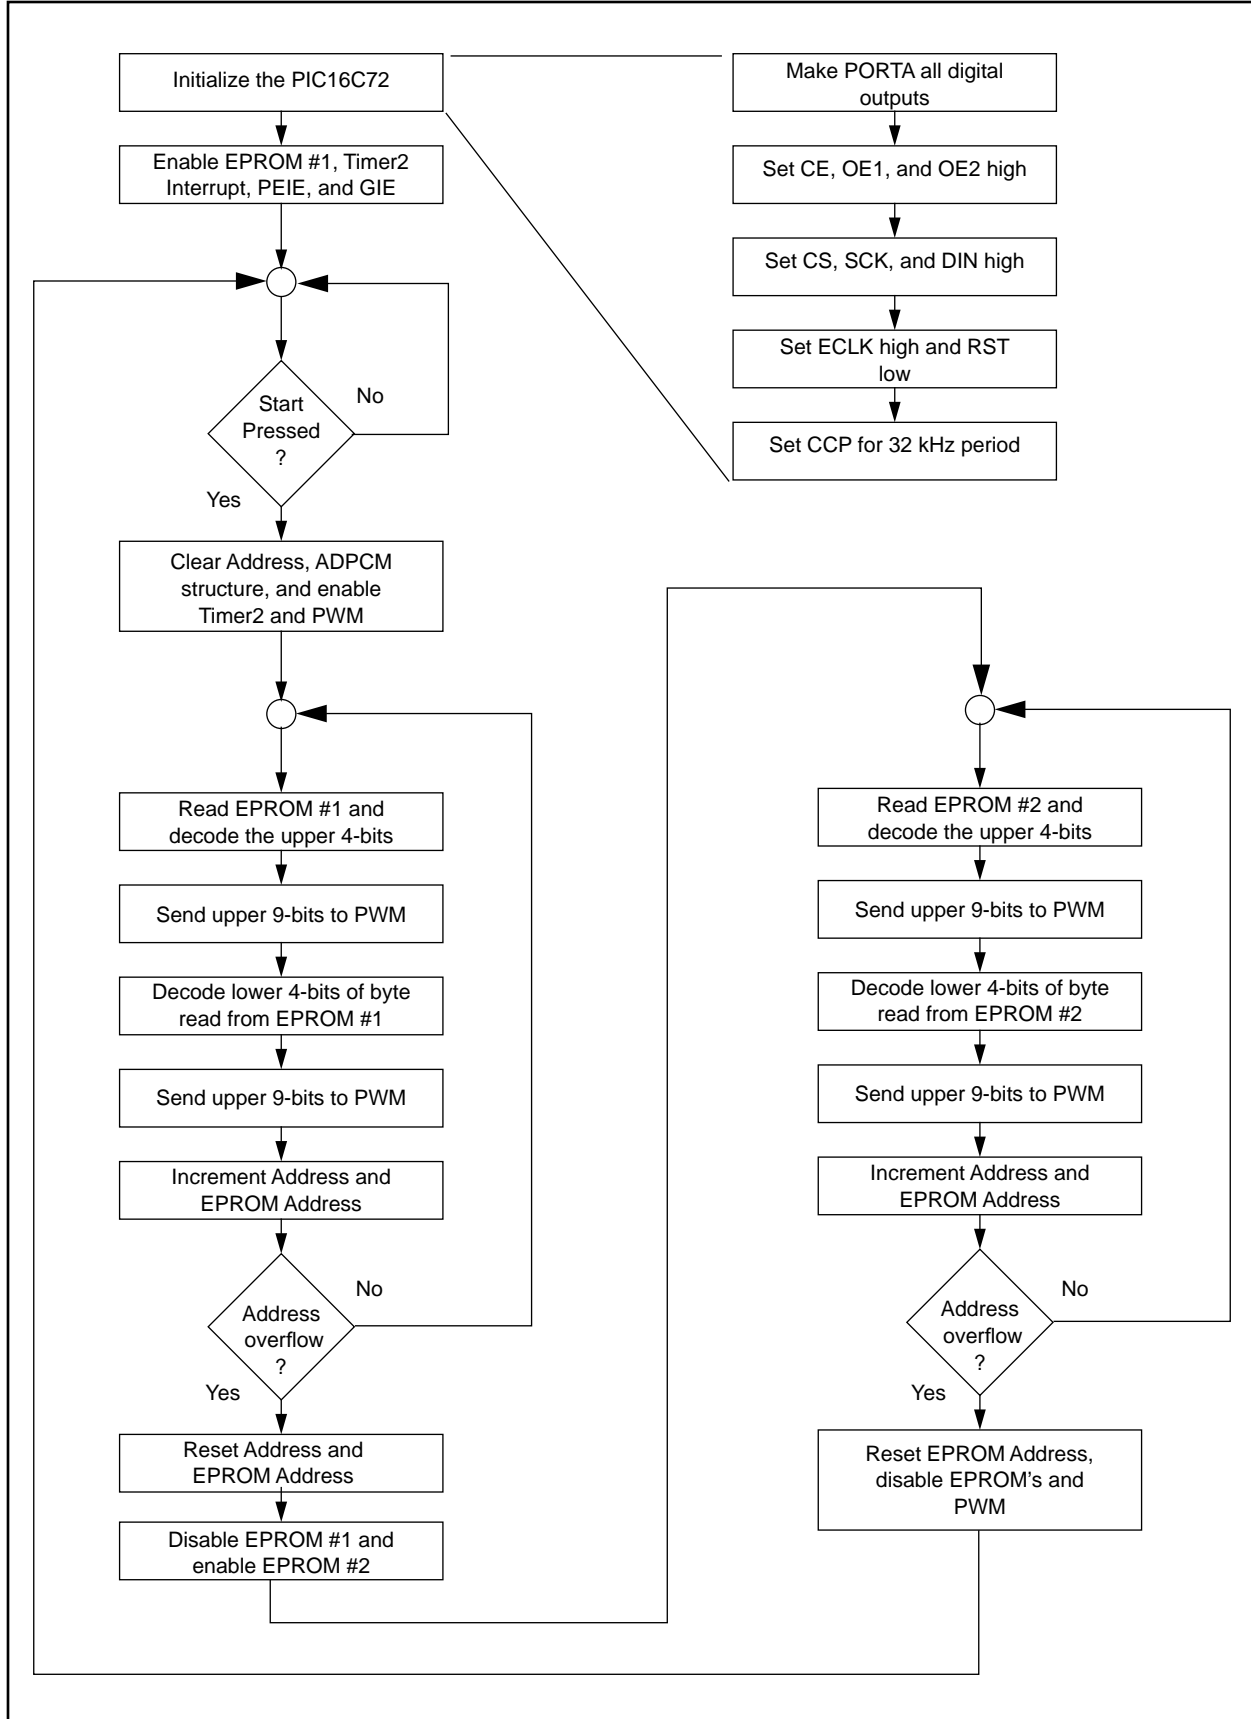 Initialize the PIC16C72
Enable EPROM #1, Timer2
Interrupt, PEIE, and GIE
Start
Pressed
?
No
Yes
Clear Address, ADPCM
structure, and enable
Timer2 and PWM
Read EPROM #1 and
decode the upper 4-bits
Send upper 9-bits to PWM
Decode lower 4-bits of byte
read from EPROM #1
Send upper 9-bits to PWM
Increment Address and
EPROM Address
Address
overflow
?
No
Yes
Reset Address and
EPROM Address
Disable EPROM #1 and
enable EPROM #2
Make PORTA all digital
outputs
Set CE, OE1, and OE2 high
Set CS, SCK, and DIN high
Set ECLK high and RST
low
Set CCP for 32 kHz period
Read EPROM #2 and
decode the upper 4-bits
Send upper 9-bits to PWM
Decode lower 4-bits of byte
read from EPROM #2
Send upper 9-bits to PWM
Increment Address and
EPROM Address
Address
overflow
?
No
Yes
Reset EPROM Address,
disable EPROM’s and
PWM